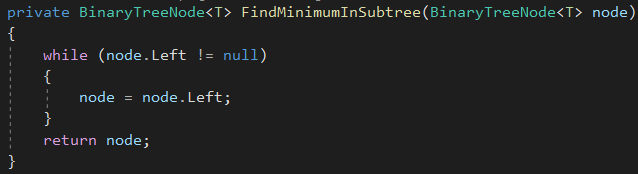 private BinaryTreeNode<T> FindMinimumInSubtree(BinaryTreeNode<T> node)
{
    while (node.Left != null)
    {
        node = node.Left;
    }
    return node;
}